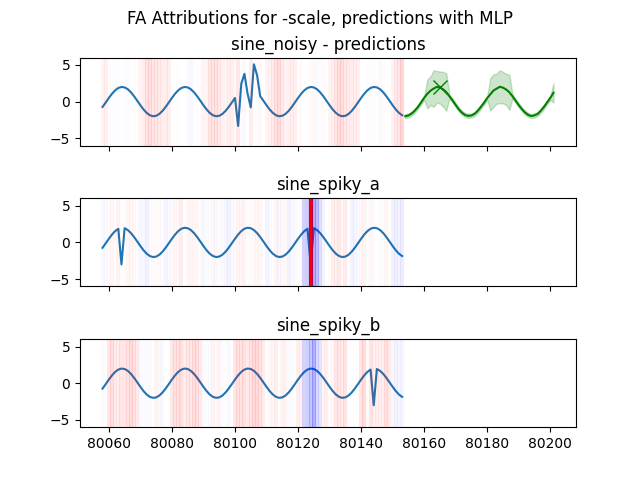 FA Attributions for -scale, predictions with MLP
sine_noisy - predictions
5
0
−5
sine_spiky_a
5
0
−5
sine_spiky_b
5
0
−5
80060 80080 80100 80120 80140 80160 80180 80200